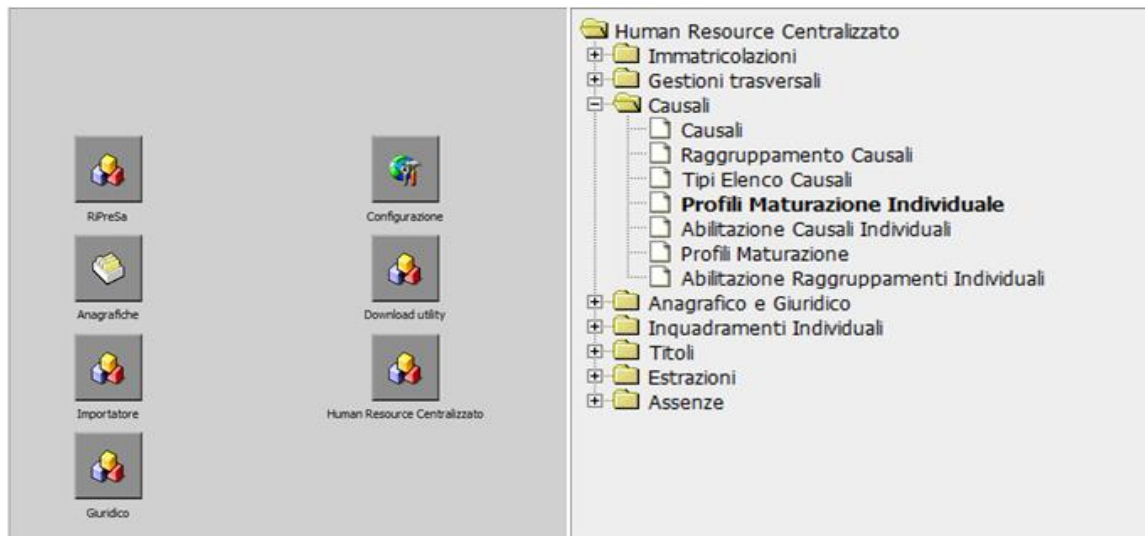 RiPreSa
Configurazione
Anagrafiche
Download utility
Importatore
Human Resource Centralizzato
Giuridico
Human Resource Centralizzato
Immatricolazioni
Gestioni trasversali
Causali
Causali
Raggruppamento Causali
Tipi Elenco Causali
Profili Maturazione Individuale
Abilitazione Causali Individuali
Profili Maturazione
Abilitazione Raggruppamenti Individuali
Anagrafico e Giuridico
Inquadramenti Individuali
Titoli
Estrazioni
Assenze